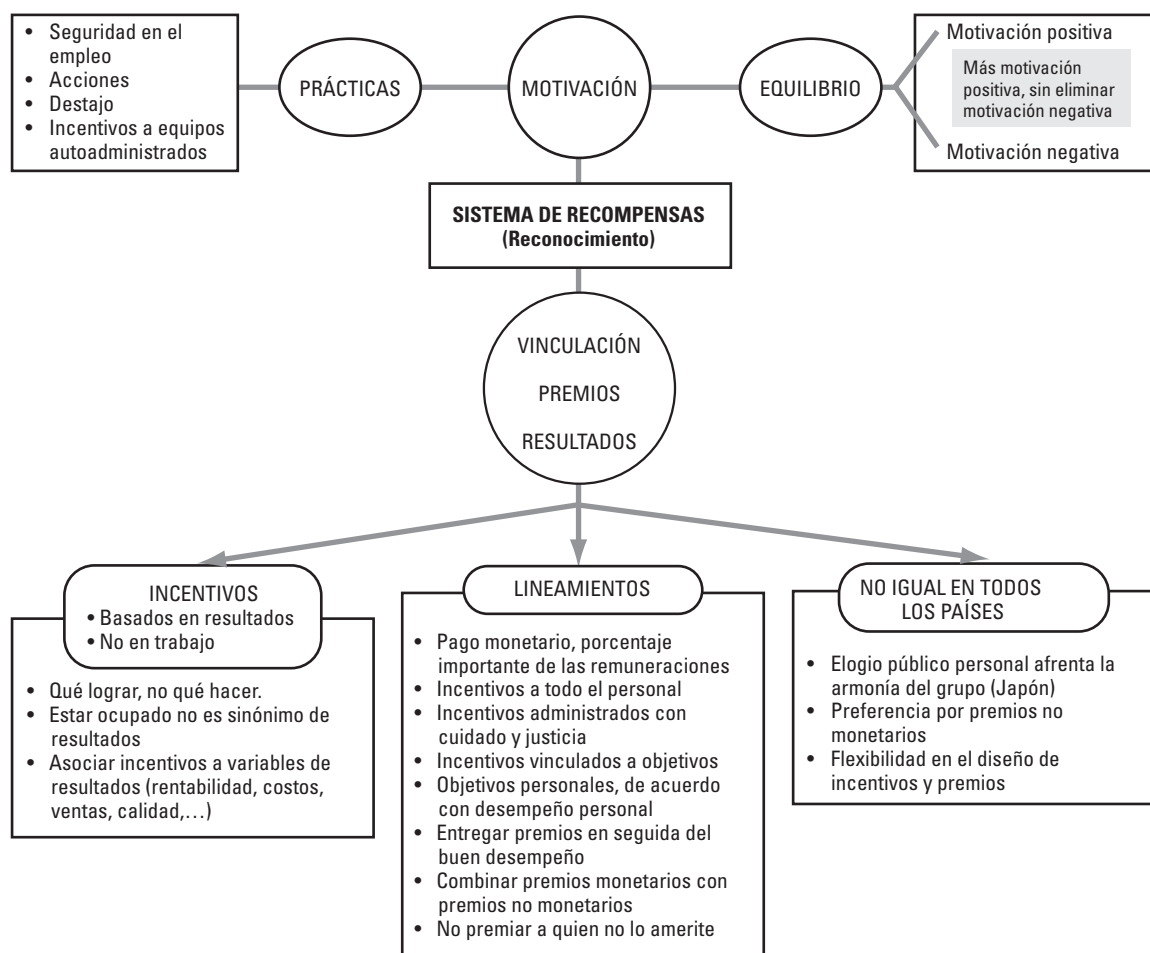 • Seguridad en el
empleo
• Acciones
• Destajo
• Incentivos a equipos
autoadministrados
PRÁCTICAS
MOTIVACIÓN
EQUILIBRIO
Motivación positiva
Más motivación
positiva, sin eliminar
motivación negativa
Motivación negativa
SISTEMA DE RECOMPENSAS
(Reconocimiento)
VINCULACIÓN
PREMIOS
RESULTADOS
INCENTIVOS
• Basados en resultados
• No en trabajo
• Qué lograr, no qué hacer.
• Estar ocupado no es sinónimo de
resultados
• Asociar incentivos a variables de
resultados (rentabilidad, costos,
ventas, calidad,…)
LINEAMIENTOS
• Pago monetario, porcentaje
importante de las remuneraciones
• Incentivos a todo el personal
• Incentivos administrados con
cuidado y justicia
• Incentivos vinculados a objetivos
• Objetivos personales, de acuerdo
con desempeño personal
• Entregar premios en seguida del
buen desempeño
• Combinar premios monetarios con
premios no monetarios
• No premiar a quien no lo amerite
NO IGUAL EN TODOS
LOS PAÍSES
• Elogio público personal afrenta la
armonía del grupo (Japón)
• Preferencia por premios no
monetarios
• Flexibilidad en el diseño de
incentivos y premios